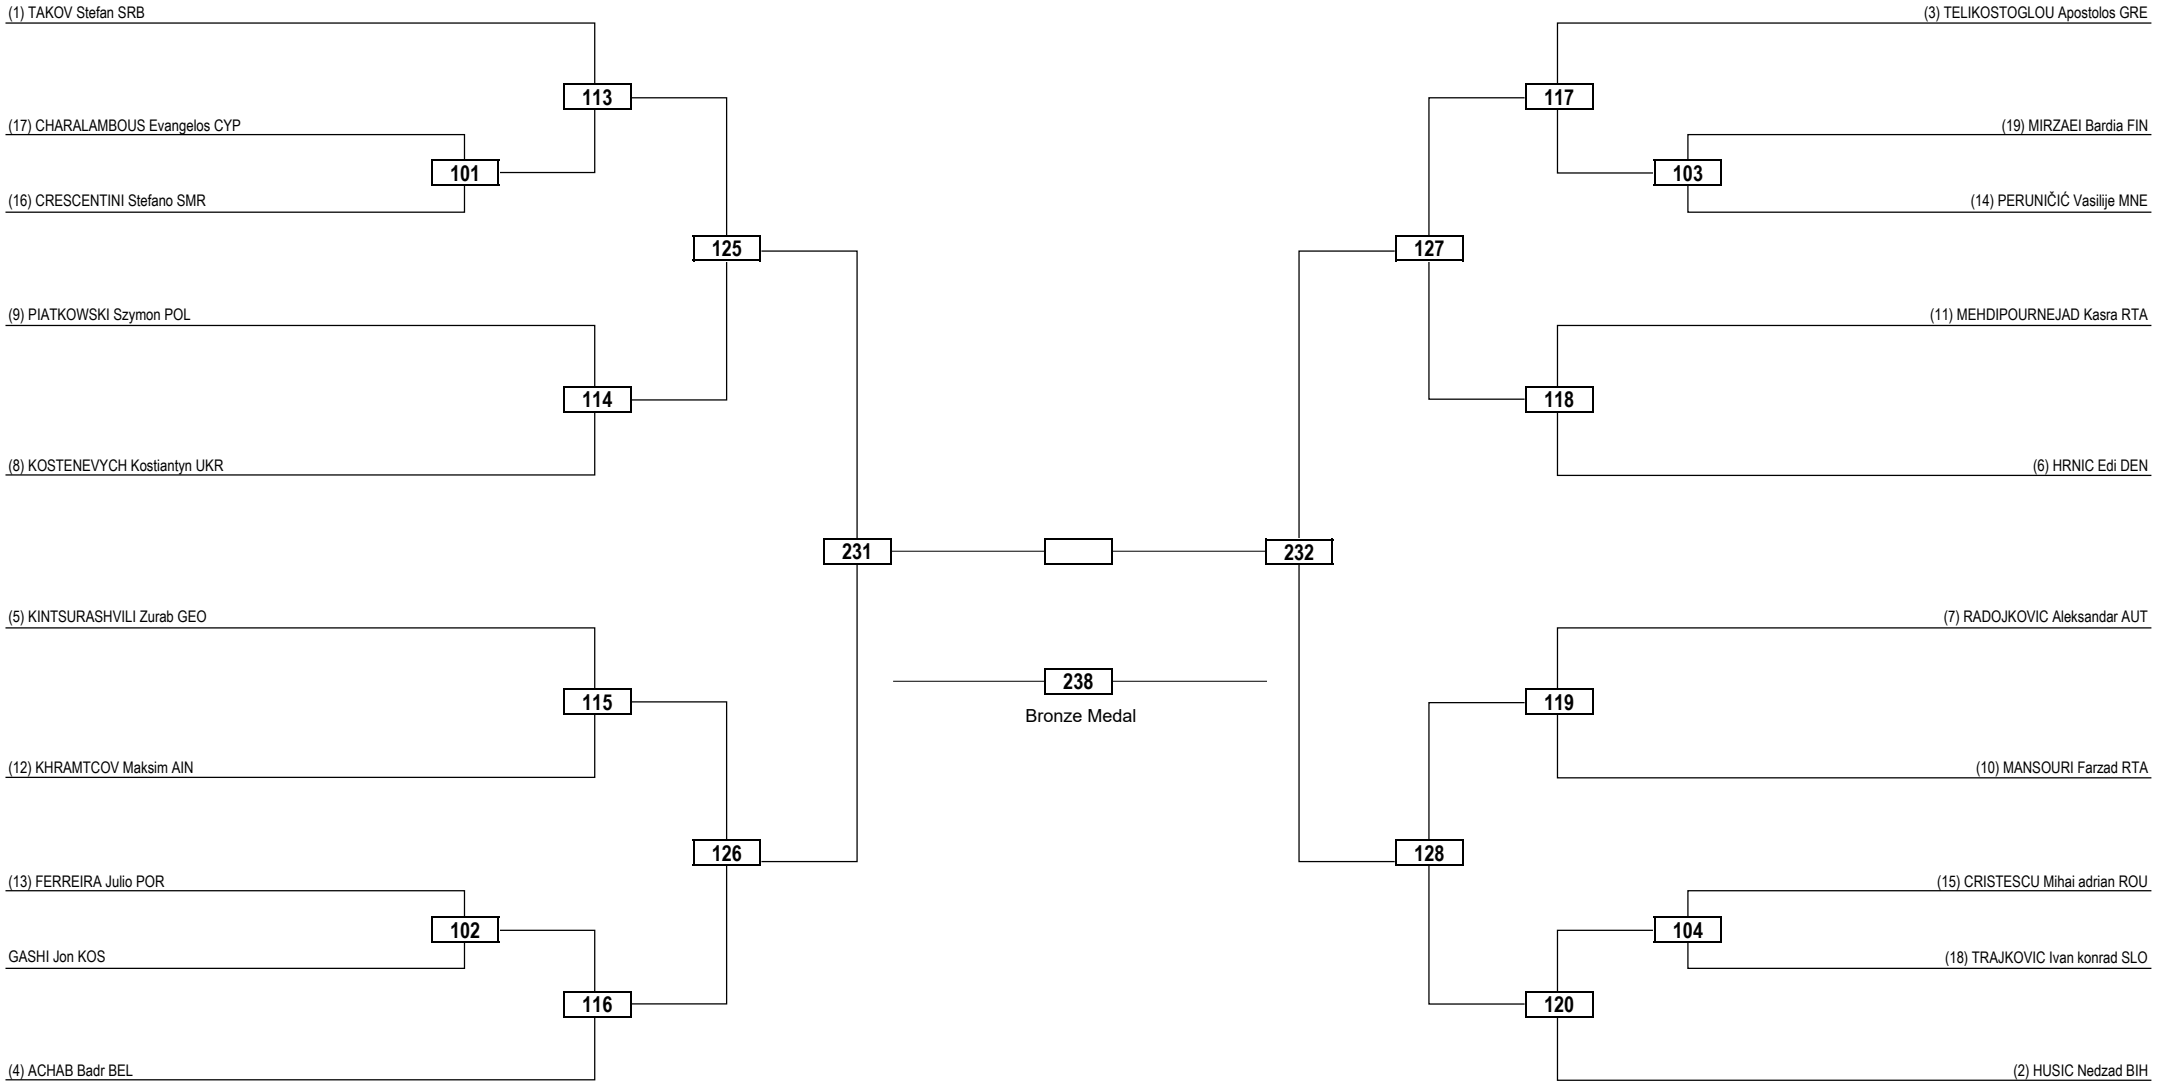 (1) TAKOV Stefan SRB
(3) TELIKOSTOGLOU Apostolos GRE
113
117
(17) CHARALAMBOUS Evangelos CYP
(19) MIRZAEI Bardia FIN
101
103
(16) CRESCENTINI Stefano SMR
(14) PERUNIČIĆ Vasilije MNE
125
127
(9) PIATKOWSKI Szymon POL
(11) MEHDIPOURNEJAD Kasra RTA
114
118
(8) KOSTENEVYCH Kostiantyn UKR
(6) HRNIC Edi DEN
231
232
(5) KINTSURASHVILI Zurab GEO
(7) RADOJKOVIC Aleksandar AUT
238
Bronze Medal
115
119
(12) KHRAMTCOV Maksim AIN
(10) MANSOURI Farzad RTA
126
128
(13) FERREIRA Julio POR
(15) CRISTESCU Mihai adrian ROU
102
104
GASHI Jon KOS
(18) TRAJKOVIC Ivan konrad SLO
116
120
(4) ACHAB Badr BEL
(2) HUSIC Nedzad BIH